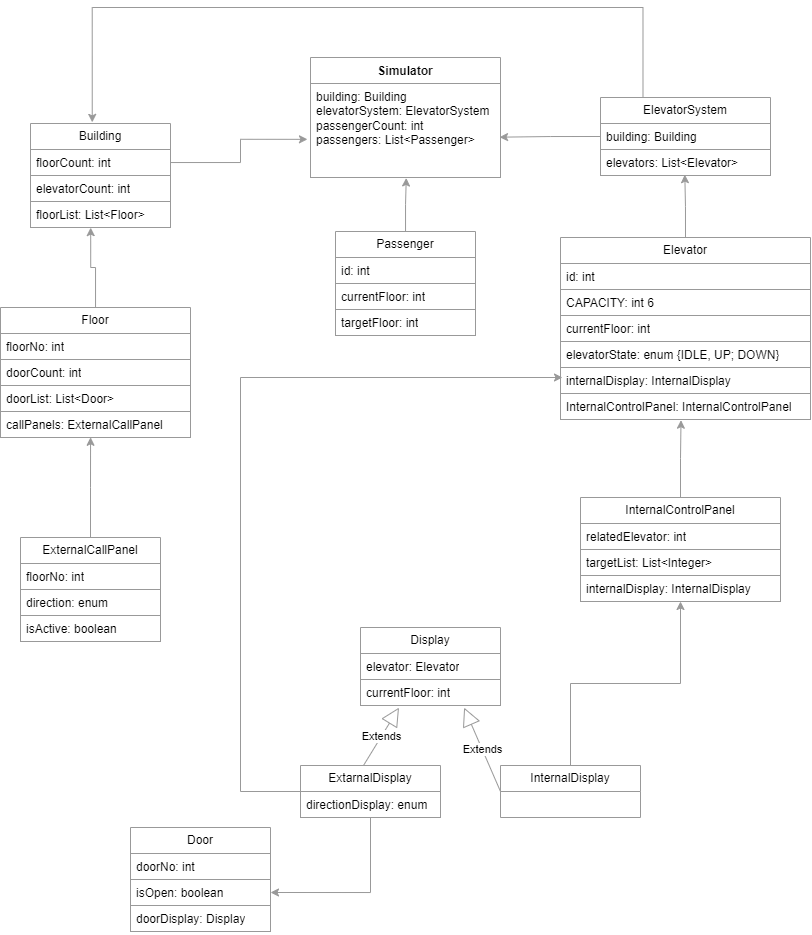 Simulator
building: Building
elevatorSystem: ElevatorSystem
passengerCount: int
passengers: List<Passenger>
ElevatorSystem
building: Building
elevators: List<Elevator>
Building
floorCount: int
elevatorCount: int
floorList: List<Floor>
Passenger
id: int
currentFloor: int
targetFloor: int
Elevator
id: int
CAPACITY: int 6
currentFloor: int
elevatorState: enum {IDLE, UP; DOWN}
internalDisplay: InternalDisplay
InternalControlPanel: InternalControlPanel
Floor
floorNo: int
doorCount: int
doorList: List<Door>
callPanels: ExternalCallPanel
InternalControlPanel
relatedElevator: int
targetList: List<Integer>
internalDisplay: InternalDisplay
ExternalCallPanel
floorNo: int
direction: enum
isActive: boolean
Display
elevator: Elevator
currentFloor: int
Extends
Extends
ExtarnalDisplay
directionDisplay: enum
InternalDisplay
Door
doorNo: int
isOpen: boolean
doorDisplay: Display